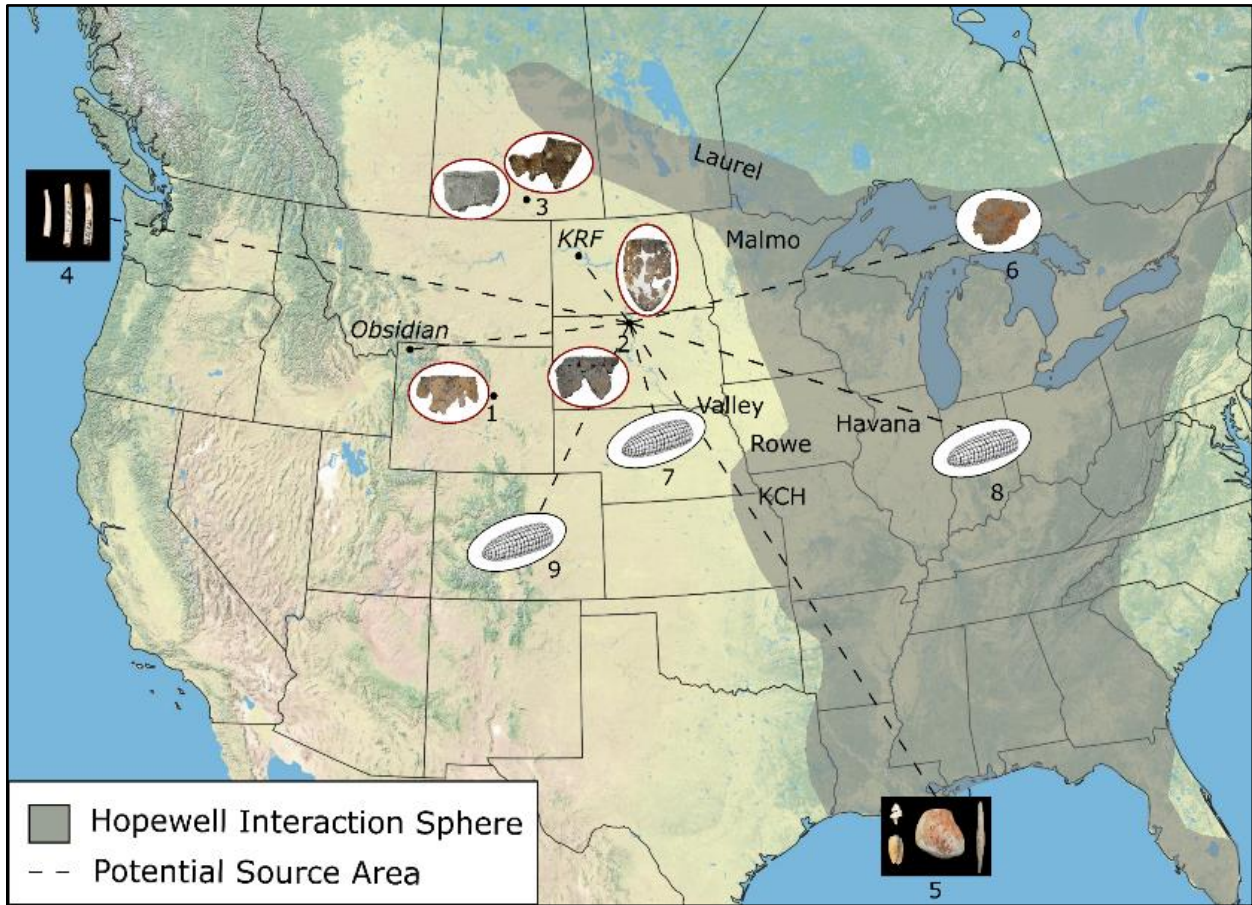 Laurel
3
4
KRF
Malmo
6
Obsidian
2
1
Valley
Havana
Rowe
7
8
KCH
9
Hopewell Interaction Sphere
Potential Source Area
5